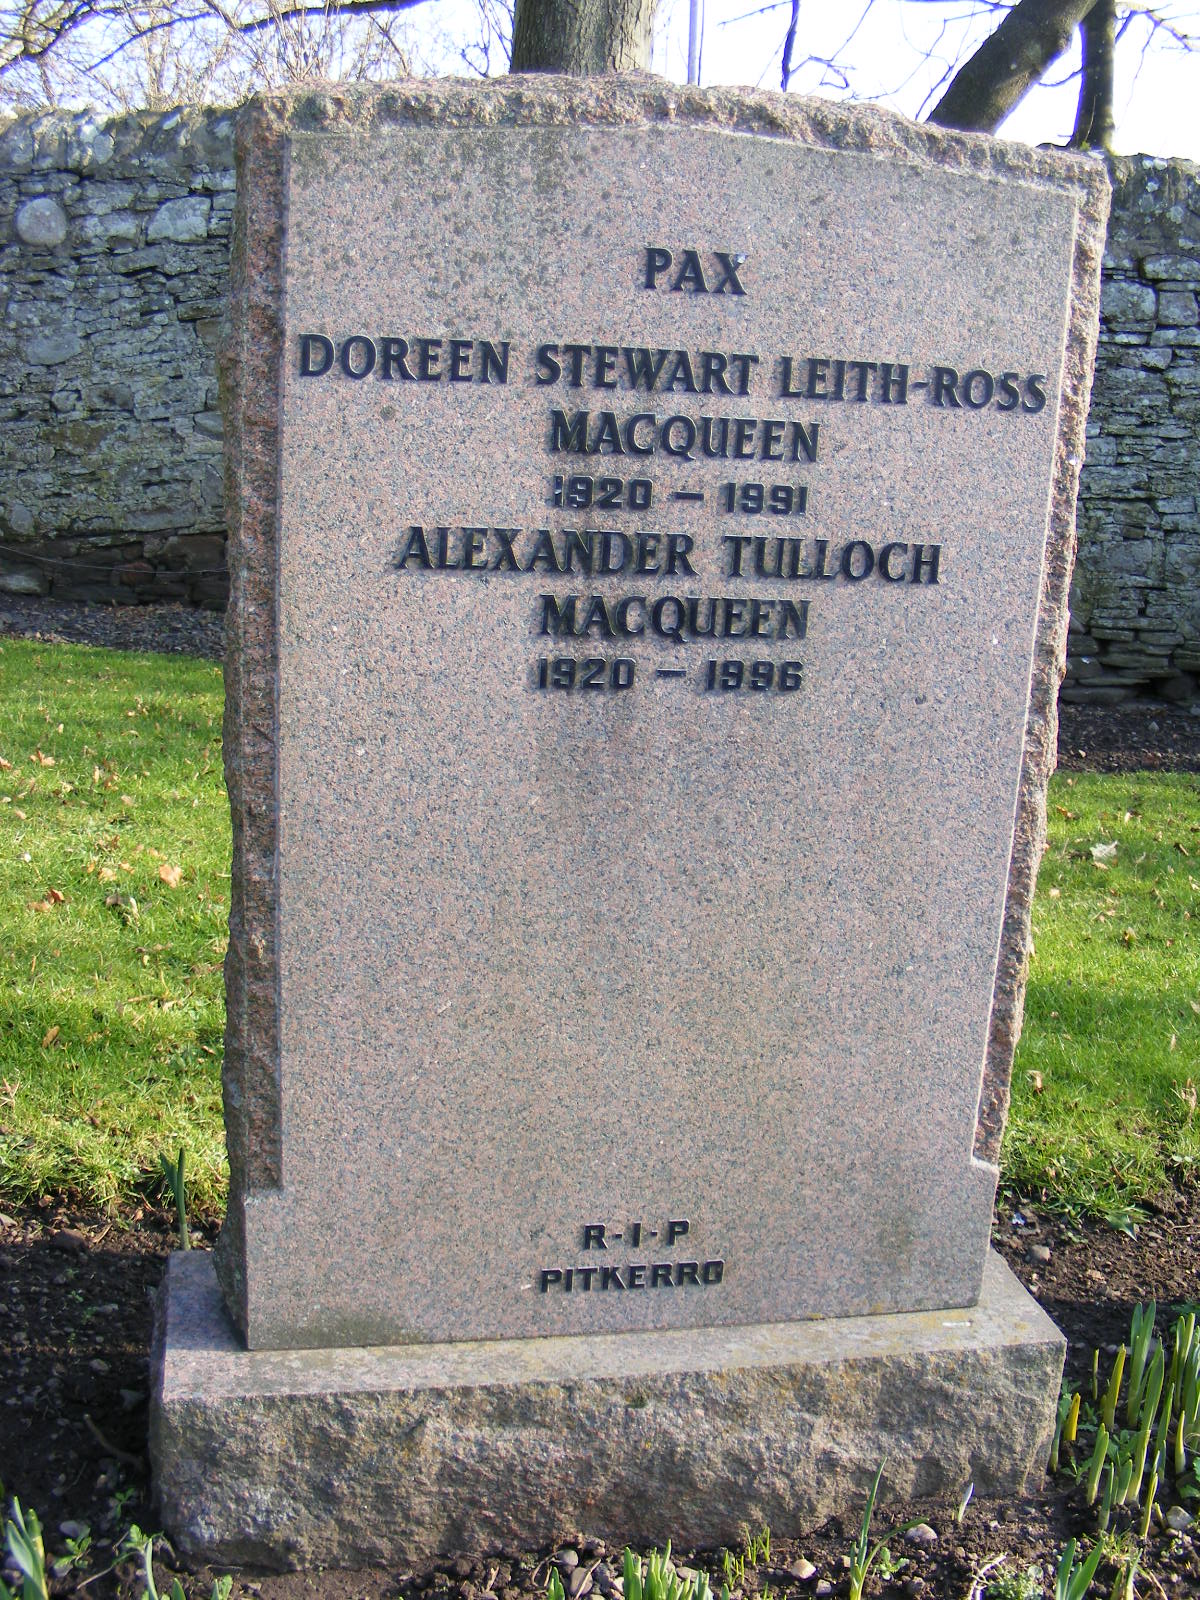 PAX
DOREEN STEWART LEITH-ROSS
MACQUEEN
1920 – 1991
ALEXANDER TULLOCH
MACQUEEN
1920 – 1996
R-I-P
PITKERRO